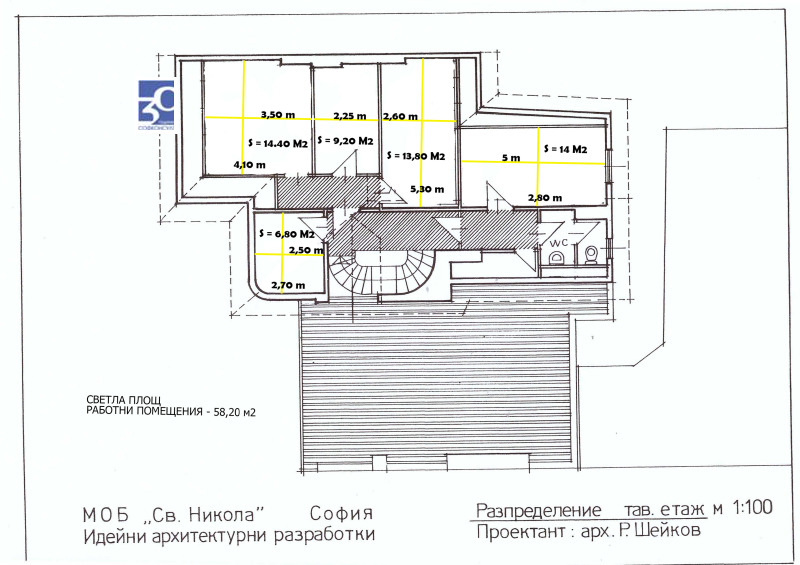 3,50 m
2,25 m
2,60 m
S = 14.40 M2
S = 9,20 M2
S = 13,80 M2
4,10 m
5,30 m
5 m
S = 14 M2
2,80 m
S = 6,80 M2
2,50 m
2,70 m
WC
30
СВЕТЛА ПЛОЩ
РАБОТНИ ПОМЕЩЕНИЯ - 58,20 м2
МОБ „Св. Никола” София
Идейни архитектурни разработки
Разпределение тав. етаж м 1:100
Проектант : арх. Р. Шейков